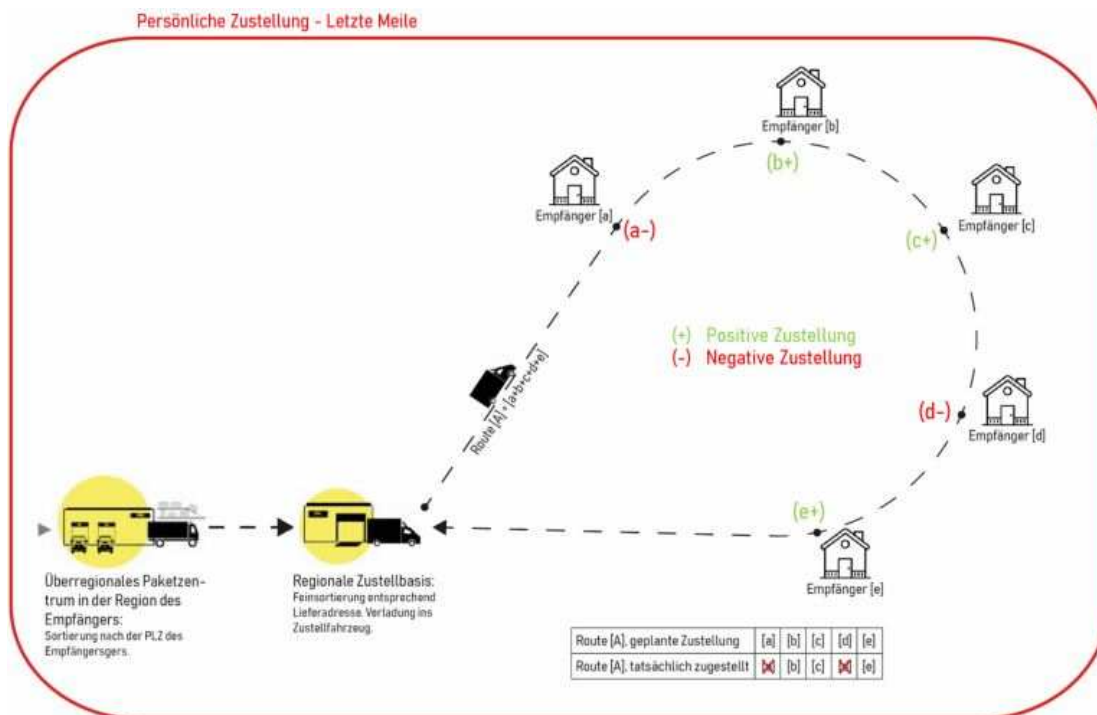 Persönliche Zustellung - Letzte Meile
Empfänger [b]
(b+)
Empfänger [a]
(a-)
Empfänger [c]
(c+)
(+) Positive Zustellung
(-) Negative Zustellung
Route [A] = [a+b+c+d+e]
(d-)
Empfänger [d]
(e+)
Empfänger [e]
Überregionales Paketzen-
trum in der Region des
Empfängers:
Sortierung nach der PLZ des
Empfängersgers.
Regionale Zustellbasis:
Feinsortierung entsprechend
Lieferadresse. Verladung ins
Zustellfahrzeug.
Route [A], geplante Zustellung [a] [b] [c] [d] [e]
Route [A], tatsächlich zugestellt [b] [c] [e]